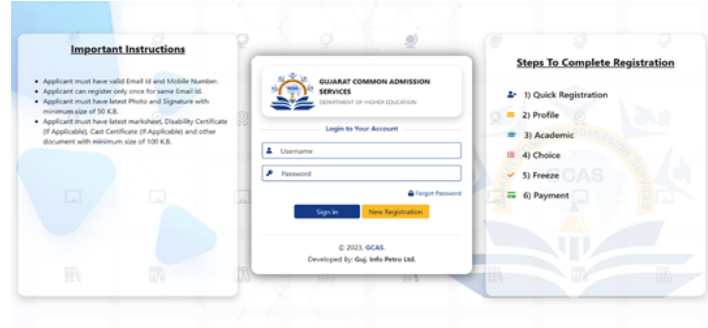 Important Instructions
Applicant must have valid Email Id and Mobile Number.
Applicant can register only once for same Email Id.
Applicant must have latest Photo and Signature with
minimum size of 50 K.B.
Applicant must have latest marksheet, Disability Certificate
(If Applicable), Cast Certificate (If Applicable) and other
document with minimum size of 100 K.B.
GUJARAT COMMON ADMISSION
SERVICES
DEPARTMENT OF HIGHER EDUCATION
Login to Your Account
Username
Password
Forgot Password
Sign in
New Registration
© 2023, GCAS.
Developed By: Guj. Info Petro Ltd.
Steps To Complete Registration
1) Quick Registration
2) Profile
3) Academic
4) Choice
5) Freeze
6) Payment
GCAS